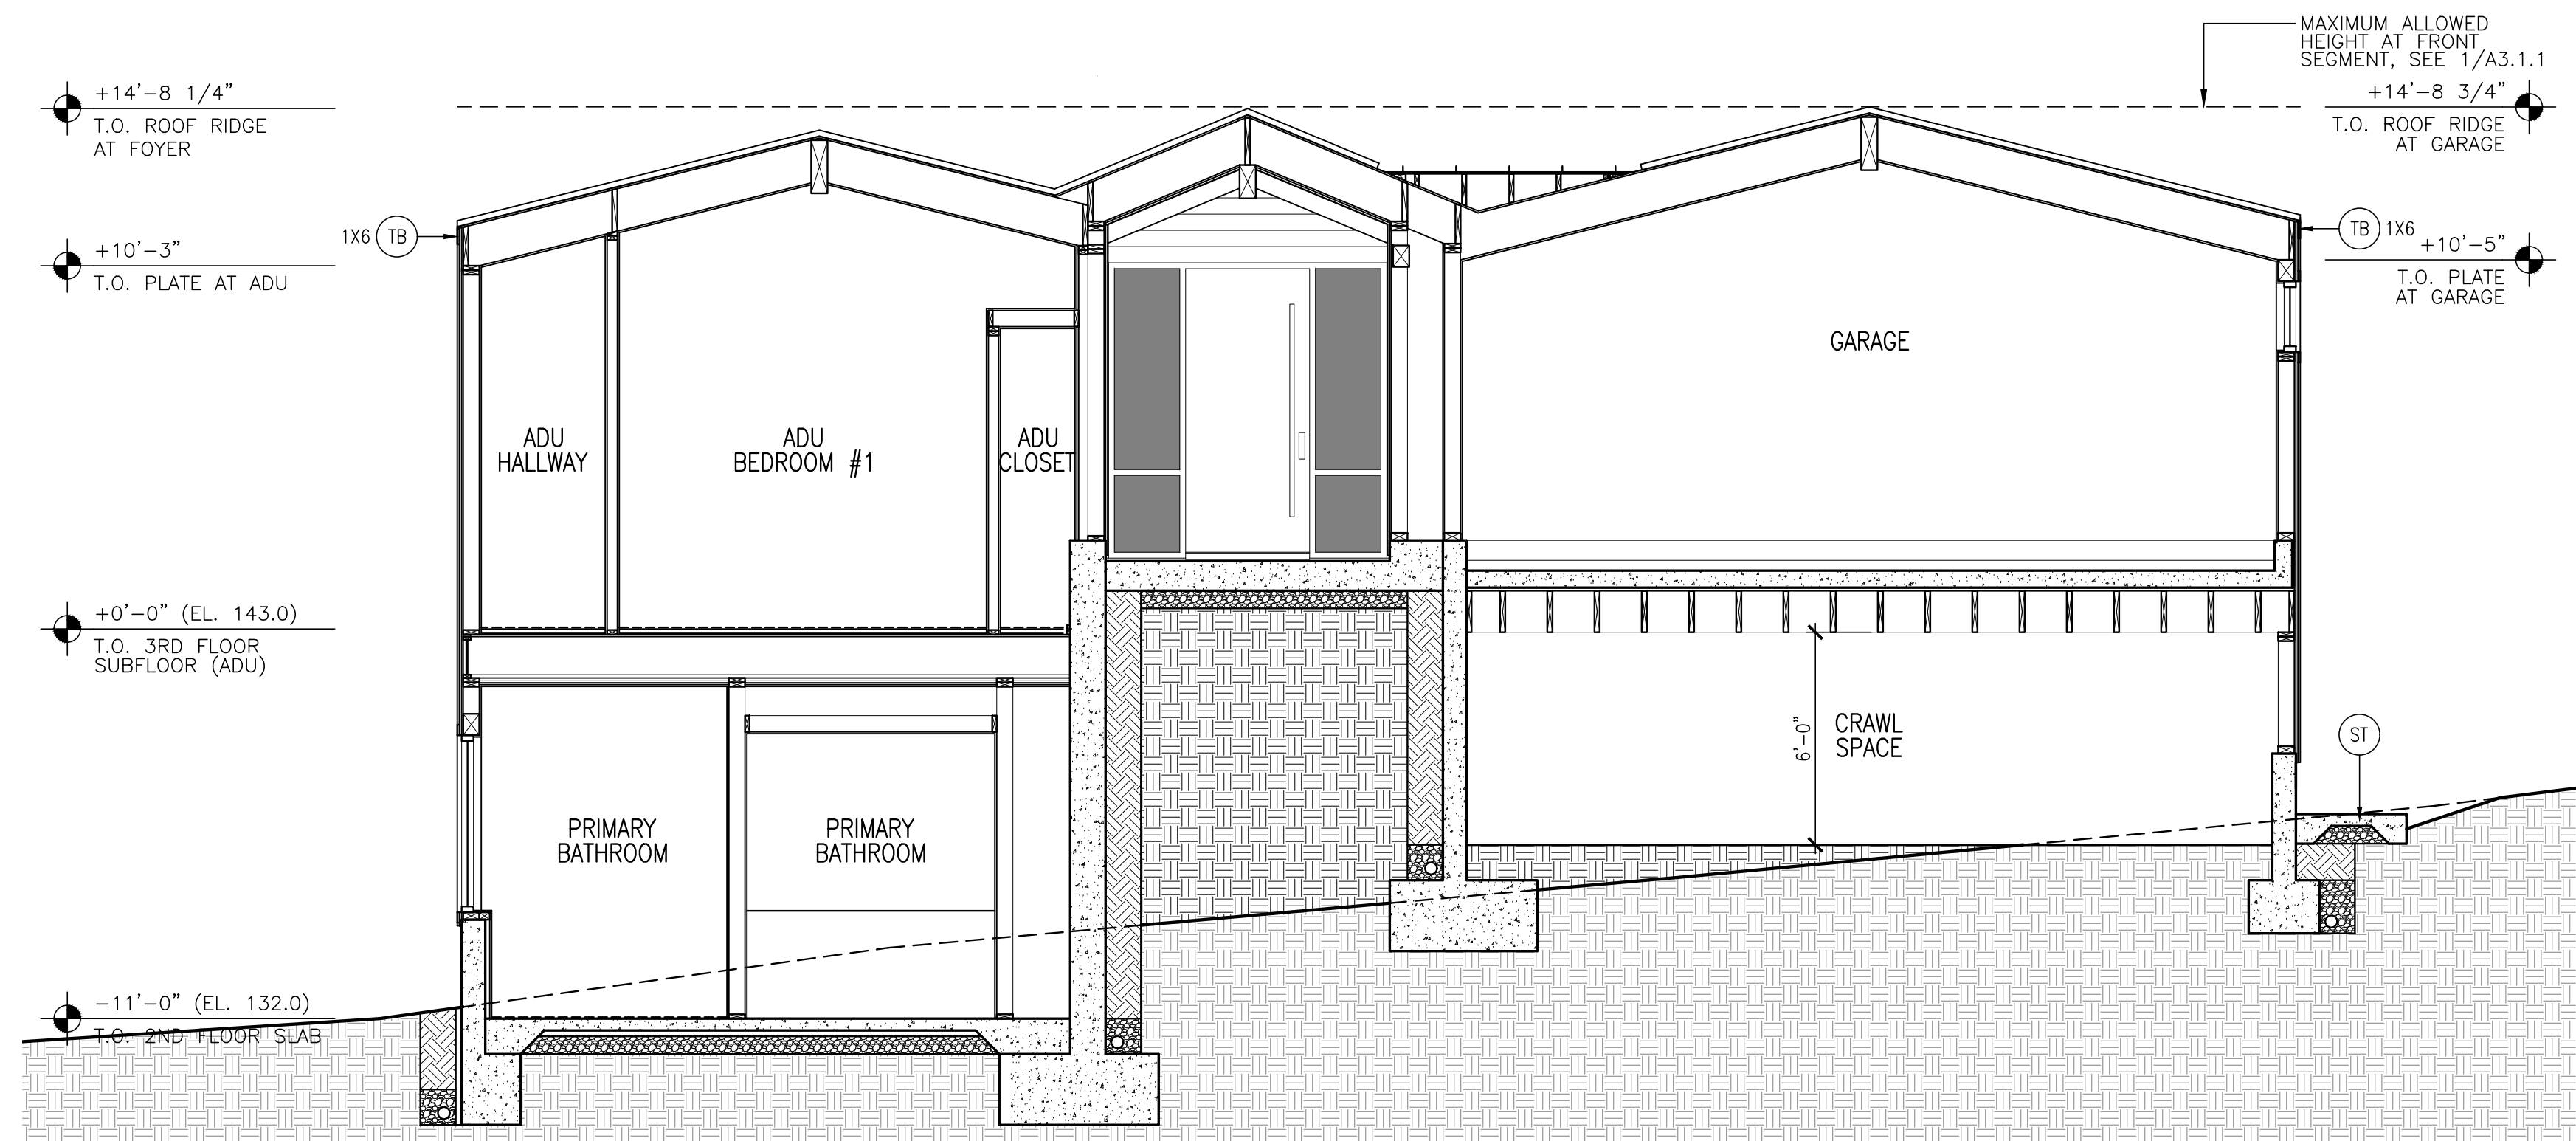 MAXIMUM ALLOWED
HEIGHT AT FRONT
SEGMENT, SEE 1/A3.1.1
+14'-8 1/4"
T.O. ROOF RIDGE
AT FOYER
+14'-8 3/4"
T.O. ROOF RIDGE
AT GARAGE
1X6 TB
TB 1X6
+10'-3"
T.O. PLATE AT ADU
+10'-5"
T.O. PLATE
AT GARAGE
GARAGE
ADU
HALLWAY
ADU
BEDROOM #1
ADU
CLOSET
+0'-0" (EL. 143.0)
T.O. 3RD FLOOR
SUBFLOOR (ADU)
6'-0"
CRAWL
SPACE
ST
PRIMARY
BATHROOM
PRIMARY
BATHROOM
-11'-0" (EL. 132.0)
T.O. 2ND FLOOR SLAB